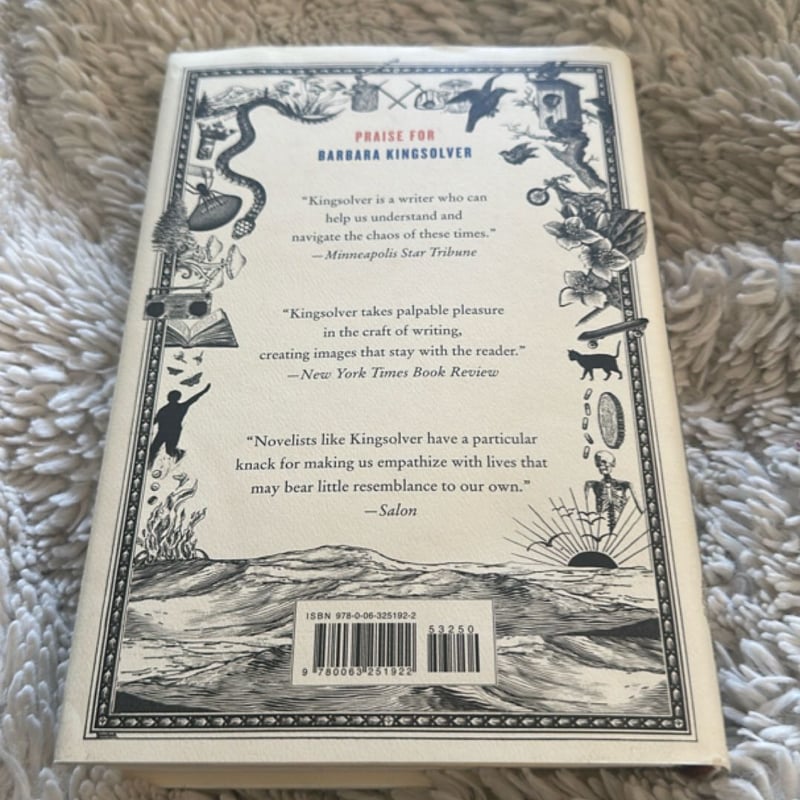 PRAISE FOR
BARBARA KINGSOLVER
“Kingsolver is a writer who can
help us understand and
navigate the chaos of these times.”
—Minneapolis Star Tribune
“Kingsolver takes palpable pleasure
in the craft of writing,
creating images that stay with the reader.”
—New York Times Book Review
“Novelists like Kingsolver have a particular
knack for making us empathize with lives that
may bear little resemblance to our own.”
—Salon
ISBN 978-0-06-325192-2
53250
9 780063 251922